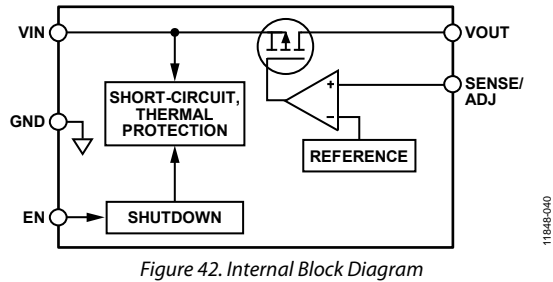 VIN
VOUT
SHORT-CIRCUIT,
THERMAL
PROTECTION
+
–
SENSE/
ADJ
GND
REFERENCE
EN
SHUTDOWN
11848-040
Figure 42. Internal Block Diagram